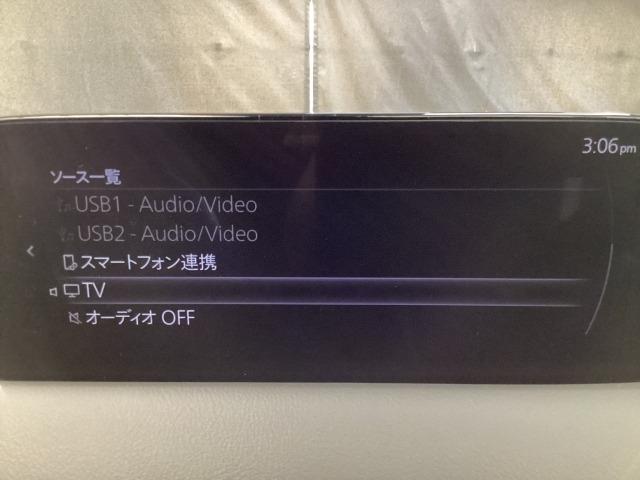 3:06pm
ソース一覧
USB1 - Audio/Video
USB2 - Audio/Video
スマートフォン連携
TV
オーディオ OFF